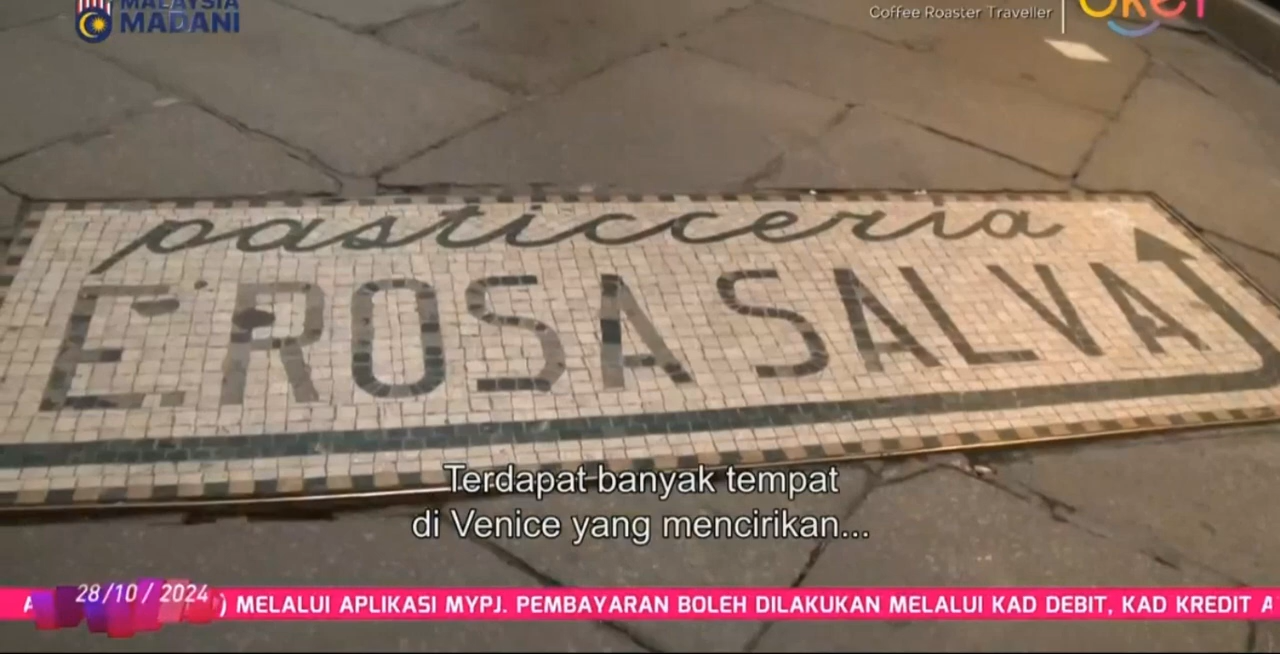 MALAYSIA
MADANI
Coffee Roaster Traveller
OKEY
pasticceria
E. ROSA SALVA
Terdapat banyak tempat
di Venice yang mencirikan...
28/10/2024
) MELALUI APLIKASI MYPJ. PEMBAYARAN BOLEH DILAKUKAN MELALUI KAD DEBIT, KAD KREDIT